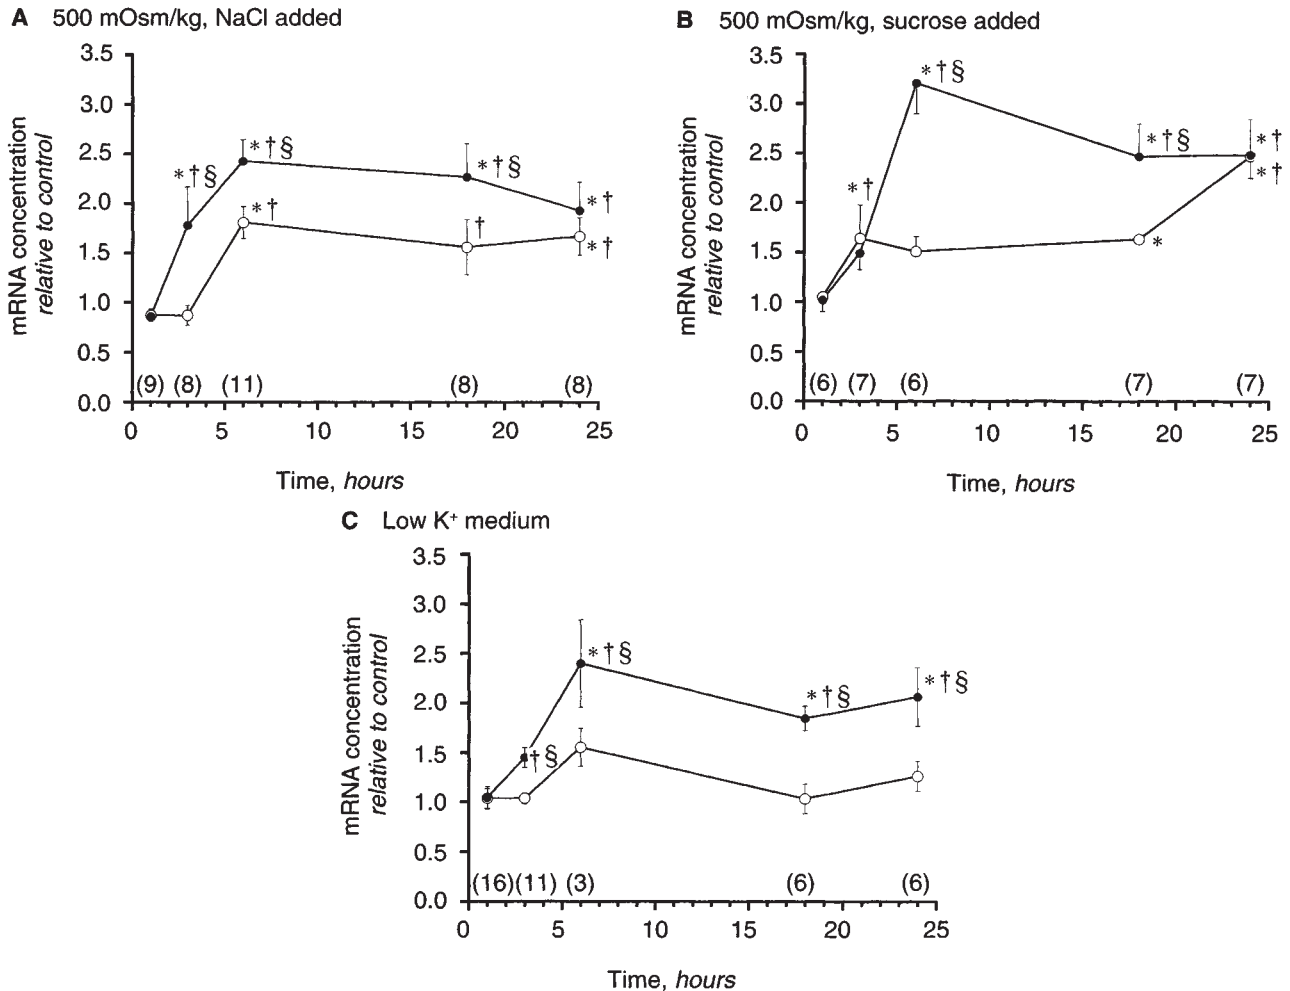 A 500 mOsm/kg, NaCl added
3.5
3.0
2.5
2.0
1.5
1.0
0.5
0.0
mRNA concentration
relative to control
*†§
*†§
*†§
*†
*†
†
*†
(9) (8) (11) (8) (8)
0 5 10 15 20 25
Time, hours
B 500 mOsm/kg, sucrose added
3.5
3.0
2.5
2.0
1.5
1.0
0.5
0.0
mRNA concentration
relative to control
*†
*†§
*†§
*†
*†
*
(6) (7) (6) (7) (7)
0 5 10 15 20 25
Time, hours
C Low K⁺ medium
3.5
3.0
2.5
2.0
1.5
1.0
0.5
0.0
mRNA concentration
relative to control
†§
*†§
*†§
*†§
(16) (11) (3) (6) (6)
0 5 10 15 20 25
Time, hours